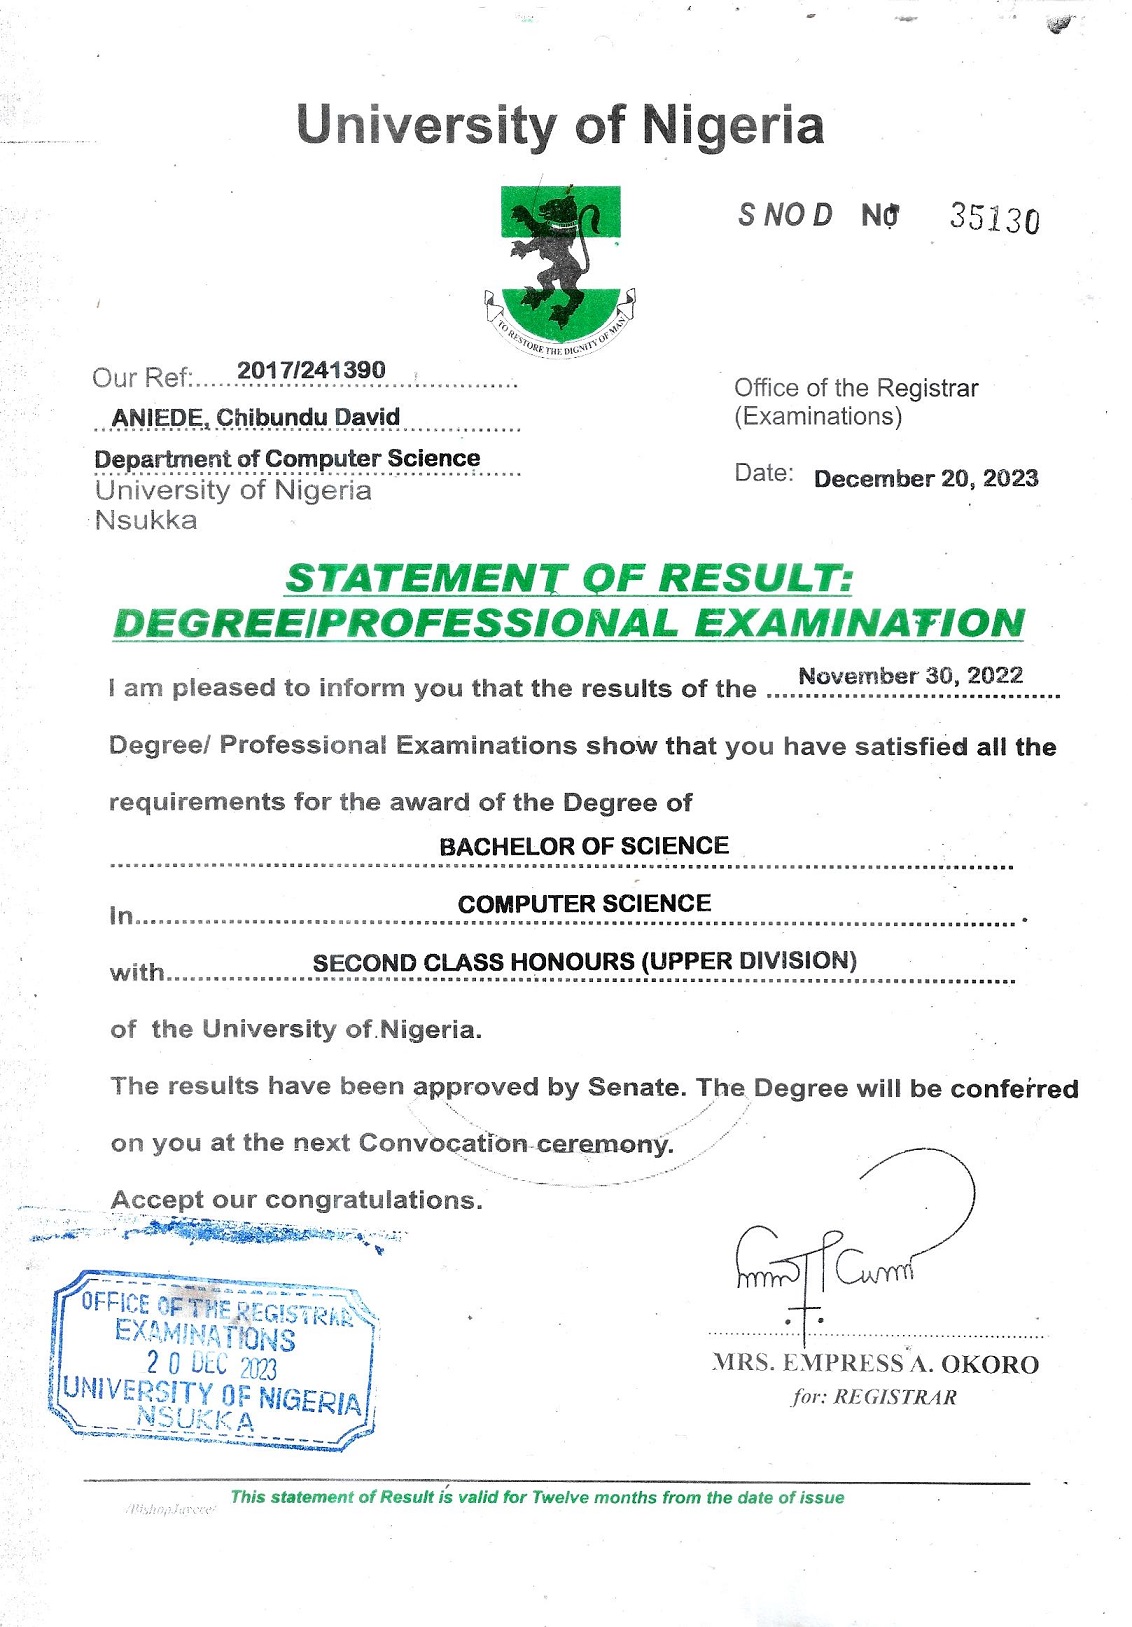 University of Nigeria
SNOD No 35130
TO RESTORE THE DIGNITY OF MAN
Our Ref:..... 2017/241390
ANIEDE, Chibundu David
Department of Computer Science
University of Nigeria
Nsukka
Office of the Registrar
(Examinations)
Date: December 20, 2023
STATEMENT OF RESULT:
DEGREE/PROFESSIONAL EXAMINATION
I am pleased to inform you that the results of the November 30, 2022
Degree/ Professional Examinations show that you have satisfied all the
requirements for the award of the Degree of
BACHELOR OF SCIENCE
In COMPUTER SCIENCE .
with SECOND CLASS HONOURS (UPPER DIVISION)
of the University of Nigeria.
The results have been approved by Senate. The Degree will be conferred
on you at the next Convocation ceremony.
Accept our congratulations.
OFFICE OF THE REGISTRAR
EXAMINATIONS
20 DEC 2023
UNIVERSITY OF NIGERIA
NSUKKA
MRS. EMPRESS A. OKORO
for: REGISTRAR
This statement of Result is valid for Twelve months from the date of issue